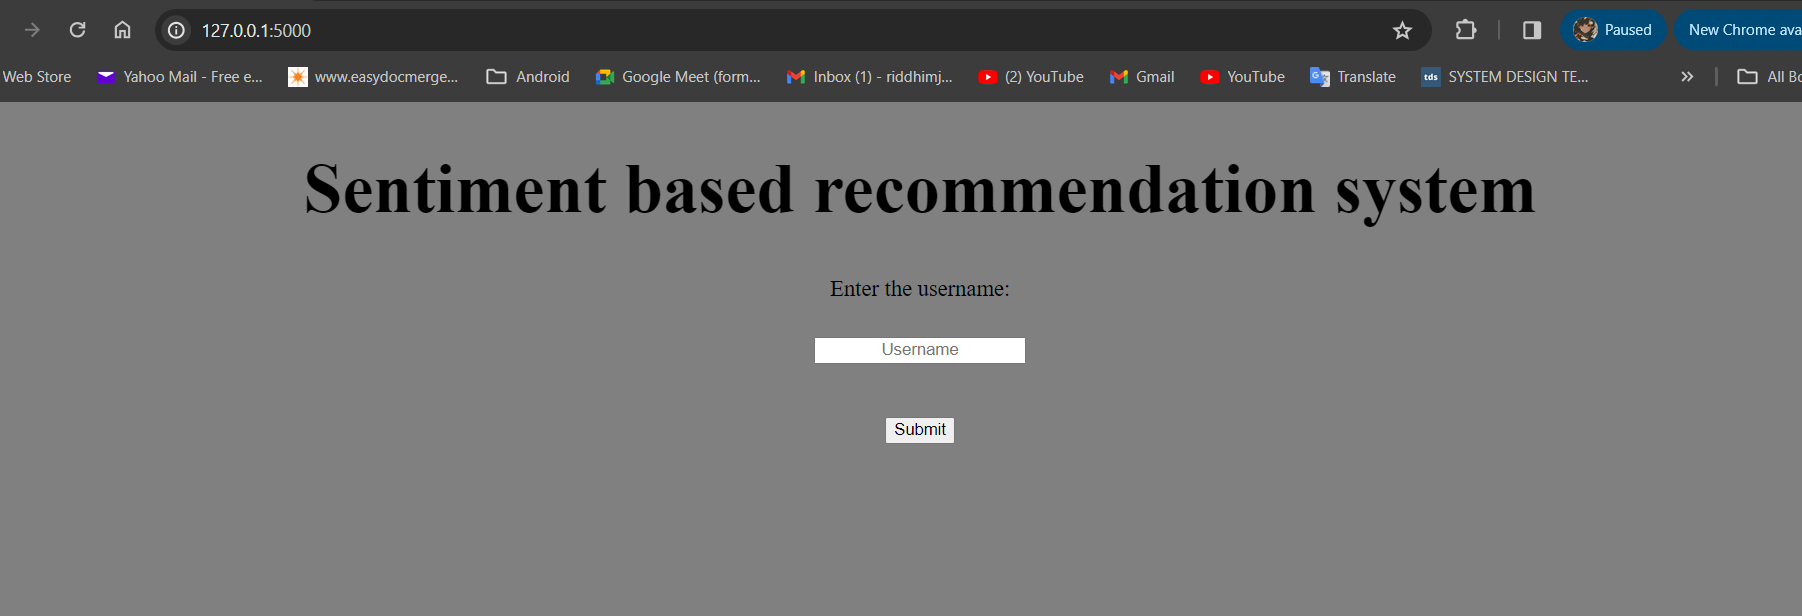 127.0.0.1:5000 Paused New Chrome ava
Web Store Yahoo Mail - Free e... www.easydocmerge... Android Google Meet (form... Inbox (1) - riddhimj... (2) YouTube Gmail YouTube Translate tds SYSTEM DESIGN TE... » All Bo
Sentiment based recommendation system
Enter the username:
Username
Submit